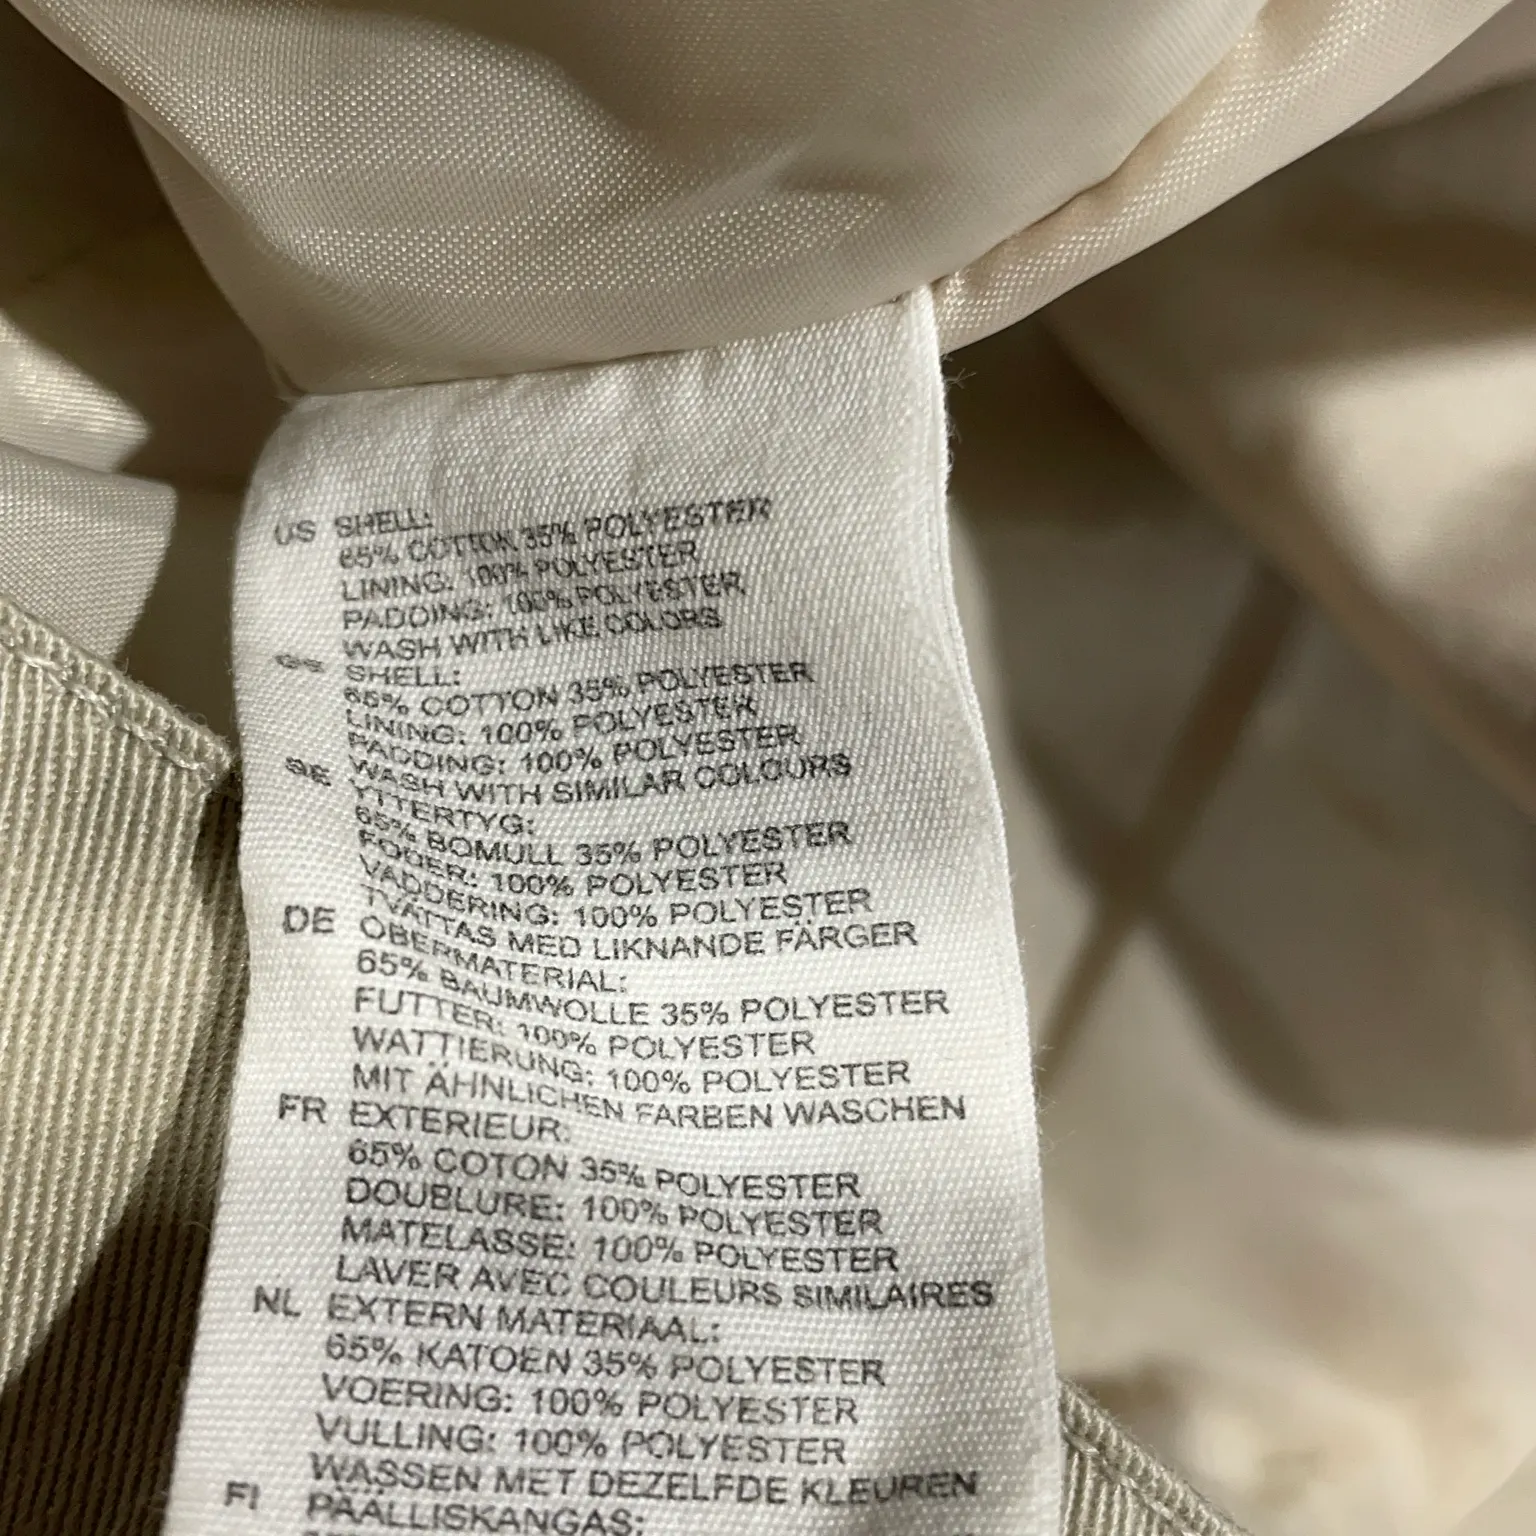 US SHELL:
65% COTTON 35% POLYESTER
LINING: 100% POLYESTER
PADDING: 100% POLYESTER
WASH WITH LIKE COLORS
SHELL:
65% COTTON 35% POLYESTER
LINING: 100% POLYESTER
PADDING: 100% POLYESTER
WASH WITH SIMILAR COLOURS
SE YTTERTYG:
65% BOMULL 35% POLYESTER
FODER: 100% POLYESTER
VADDERING: 100% POLYESTER
TVÄTTAS MED LIKNANDE FÄRGER
DE OBERMATERIAL:
65% BAUMWOLLE 35% POLYESTER
FUTTER: 100% POLYESTER
WATTIERUNG: 100% POLYESTER
MIT ÄHNLICHEN FARBEN WASCHEN
FR EXTERIEUR:
65% COTON 35% POLYESTER
DOUBLURE: 100% POLYESTER
MATELASSE: 100% POLYESTER
LAVER AVEC COULEURS SIMILAIRES
NL EXTERN MATERIAAL:
65% KATOEN 35% POLYESTER
VOERING: 100% POLYESTER
VULLING: 100% POLYESTER
WASSEN MET DEZELFDE KLEUREN
FI PÄÄLLISKANGAS: